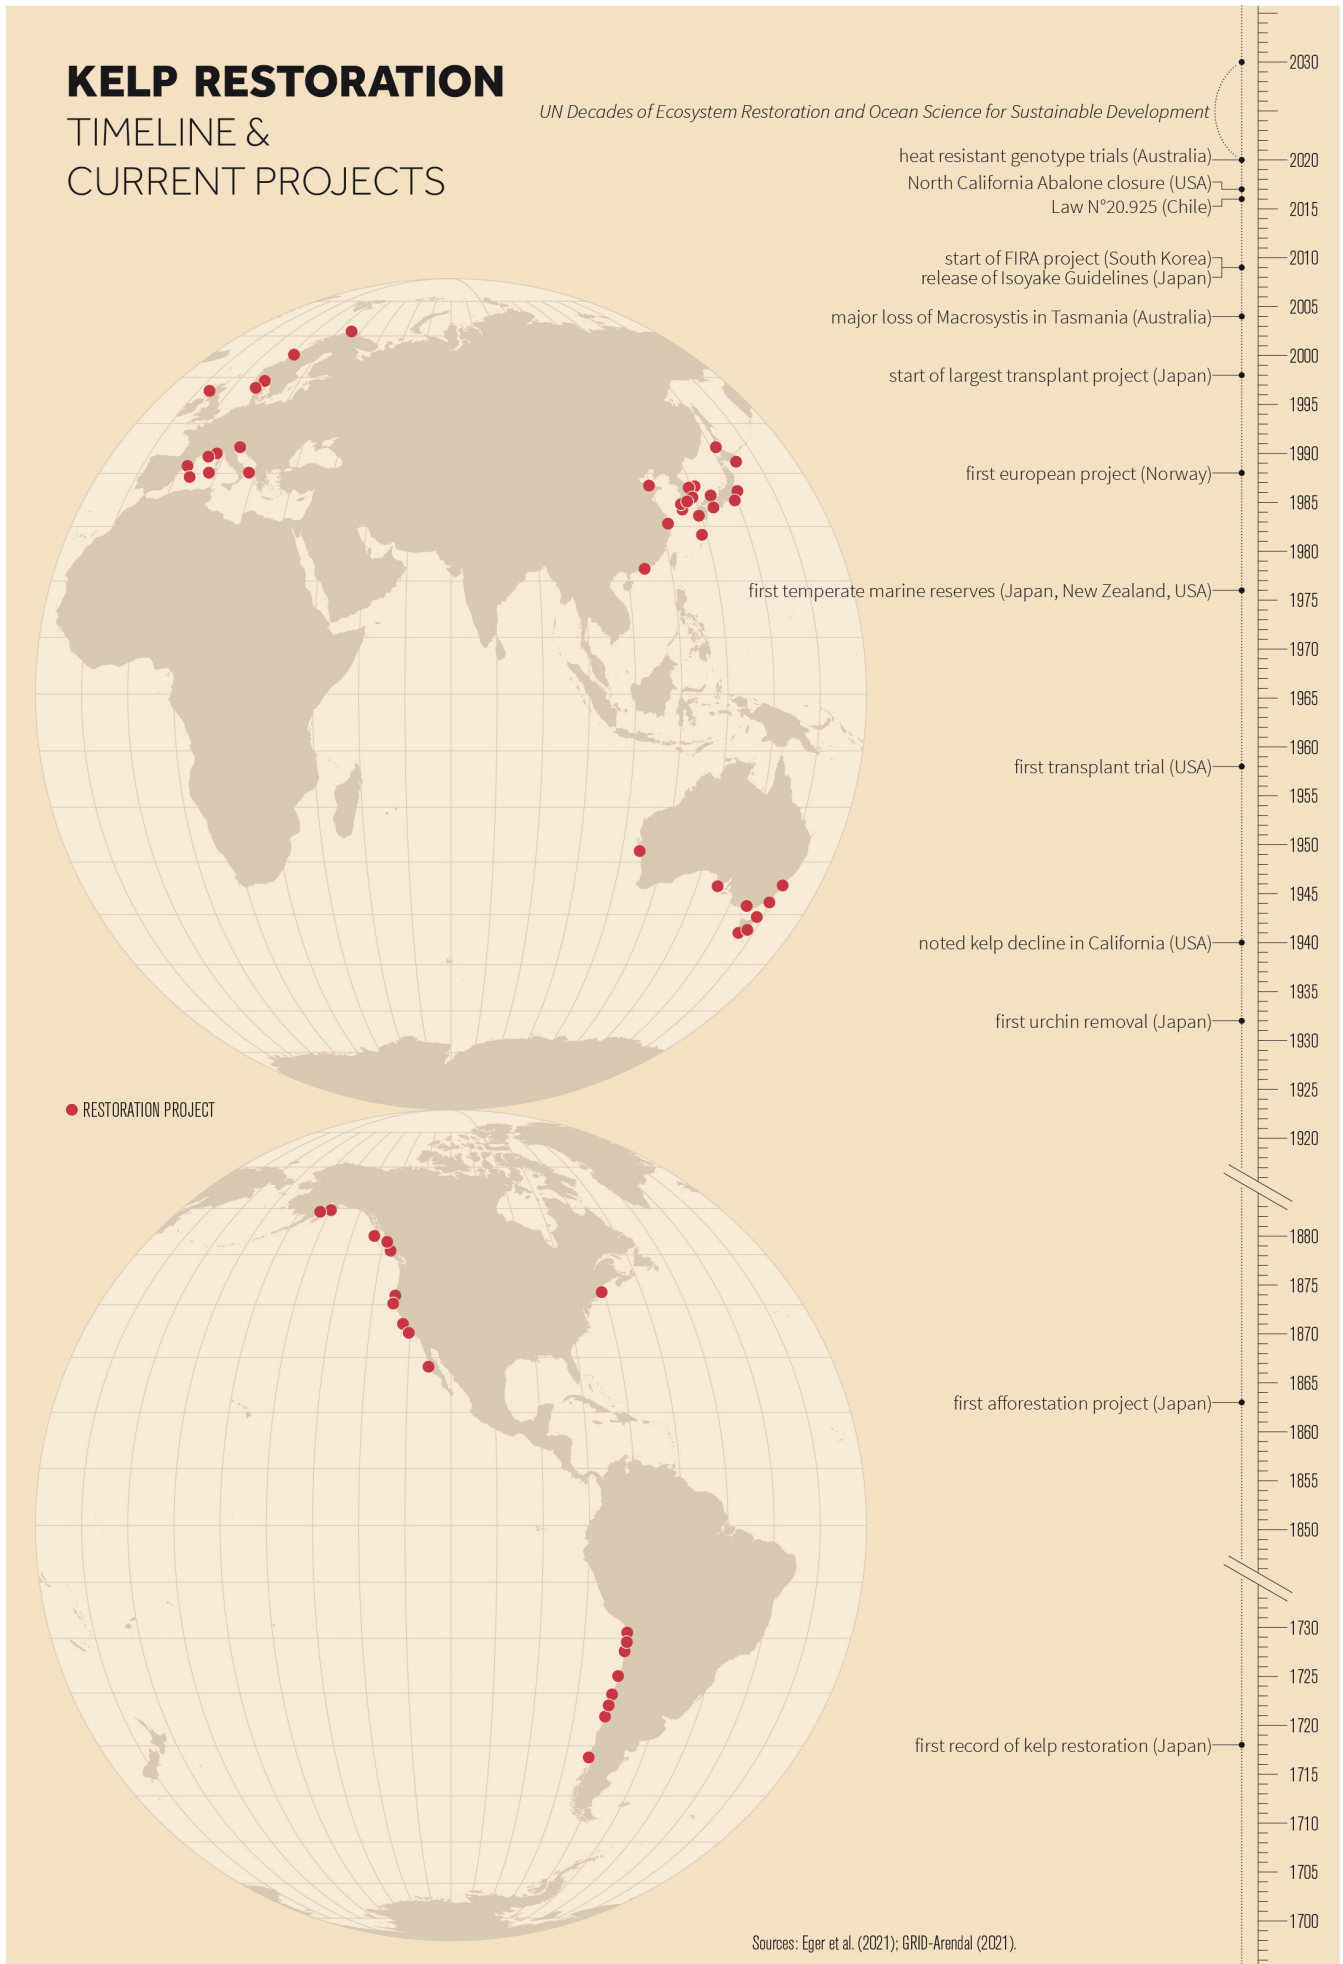 KELP RESTORATION
TIMELINE &
CURRENT PROJECTS
2030
UN Decades of Ecosystem Restoration and Ocean Science for Sustainable Development
heat resistant genotype trials (Australia)
2020
North California Abalone closure (USA)
Law N°20.925 (Chile)
2015
start of FIRA project (South Korea)
2010
release of Isoyake Guidelines (Japan)
2005
major loss of Macrosystis in Tasmania (Australia)
2000
start of largest transplant project (Japan)
1995
1990
first european project (Norway)
1985
1980
first temperate marine reserves (Japan, New Zealand, USA)
1975
1970
1965
1960
first transplant trial (USA)
1955
1950
1945
noted kelp decline in California (USA)
1940
1935
first urchin removal (Japan)
1930
1925
RESTORATION PROJECT
1920
1880
1875
1870
1865
first afforestation project (Japan)
1860
1855
1850
1730
1725
1720
first record of kelp restoration (Japan)
1715
1710
1705
1700
Sources: Eger et al. (2021); GRID-Arendal (2021).